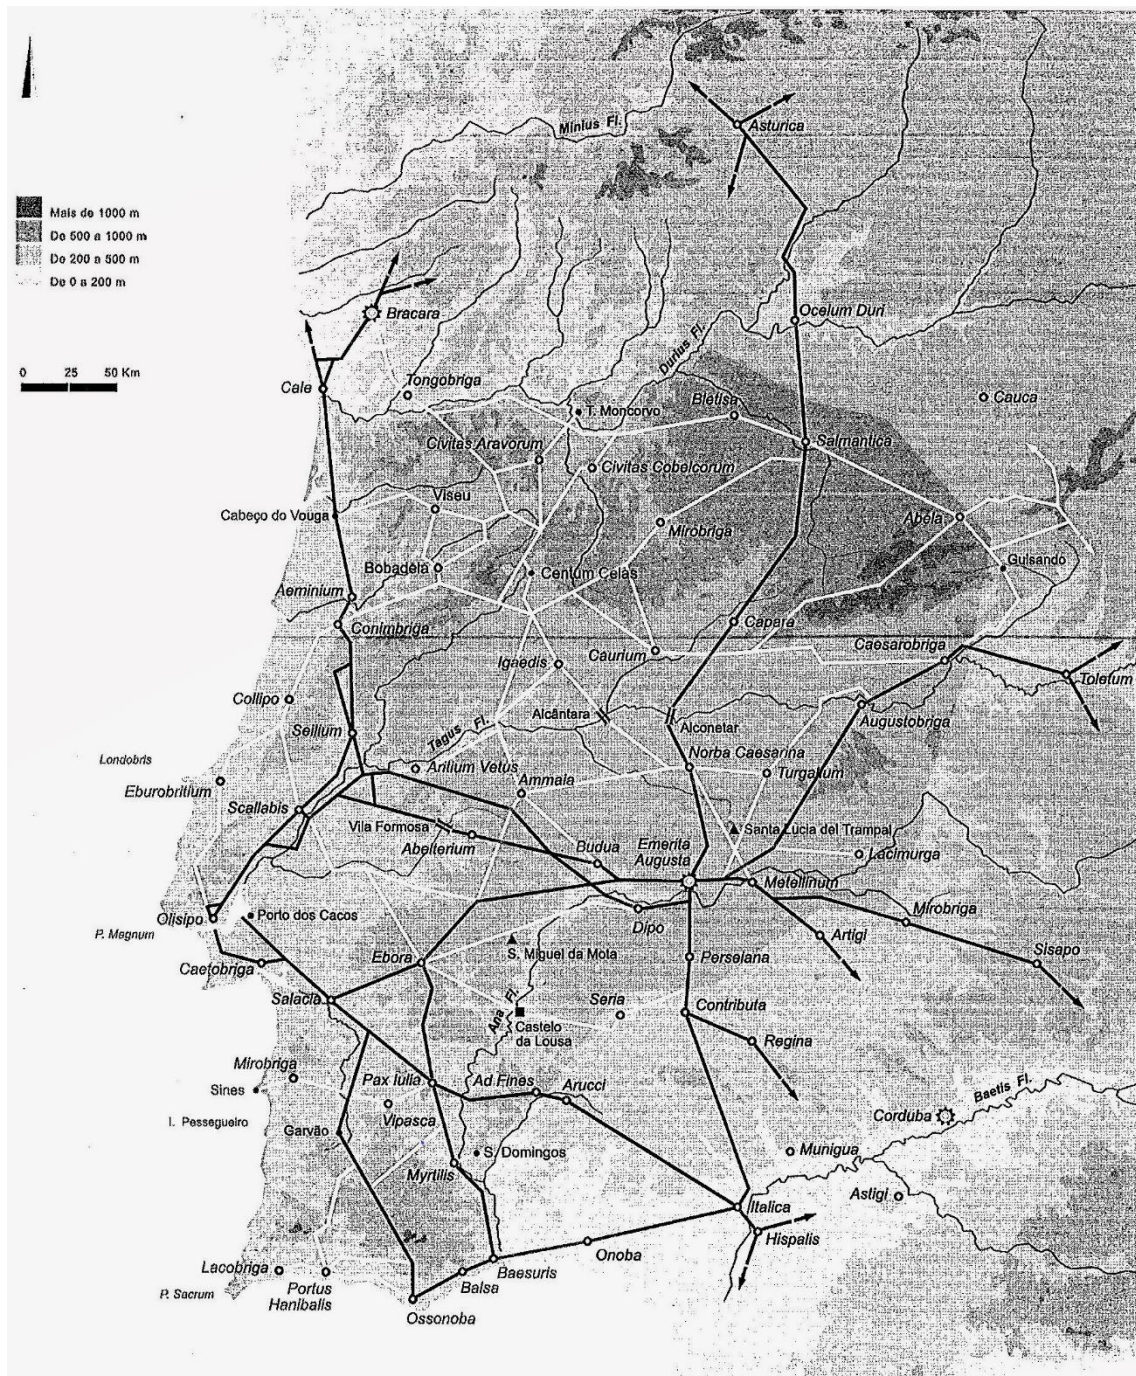 Minius Fl.
Asturica
Mais de 1000 m
De 500 a 1000 m
De 200 a 500 m
De 0 a 200 m
Bracara
Ocelum Duri
Durius Fl.
0 25 50 Km
Cale
Tongobriga
Bletisa
Cauca
T. Moncorvo
Civitas Aravorum
Salmantica
Civitas Cobelcorum
Viseu
Cabeço do Vouga
Abela
Mirobriga
Bobadela
Centum Celas
Guisando
Aeminium
Conimbriga
Capara
Caurium
Caesarobriga
Igaedis
Toletum
Collipo
Alcântara
Alconetar
Augustobriga
Seilium
Tagus Fl.
Londobris
Norba Caesarina
Aritium Vetus
Turgalium
Eburobritium
Ammaia
Scallabis
Vila Formosa
Santa Lucia del Trampal
Abelterium
Budua
Emerita
Augusta
Lacimurga
Metellinum
Olisipo
Porto dos Cacos
Dipo
Mirobriga
P. Magnum
Artigi
S. Miguel da Mota
Ebora
Perseiana
Sisapo
Caetobriga
Salacia
Ana Fl.
Seria
Contributa
Castelo
da Lousa
Regina
Mirobriga
Pax Iulia
Ad Fines
Arucci
Baetis Fl.
Sines
Vipasca
Corduba
I. Pessegueiro
Garvão
S. Domingos
Munigua
Myrtilis
Astigi
Italica
Hispalis
Onoba
Lacobriga
Baesuris
Balsa
Portus
Hanibalis
P. Sacrum
Ossonoba